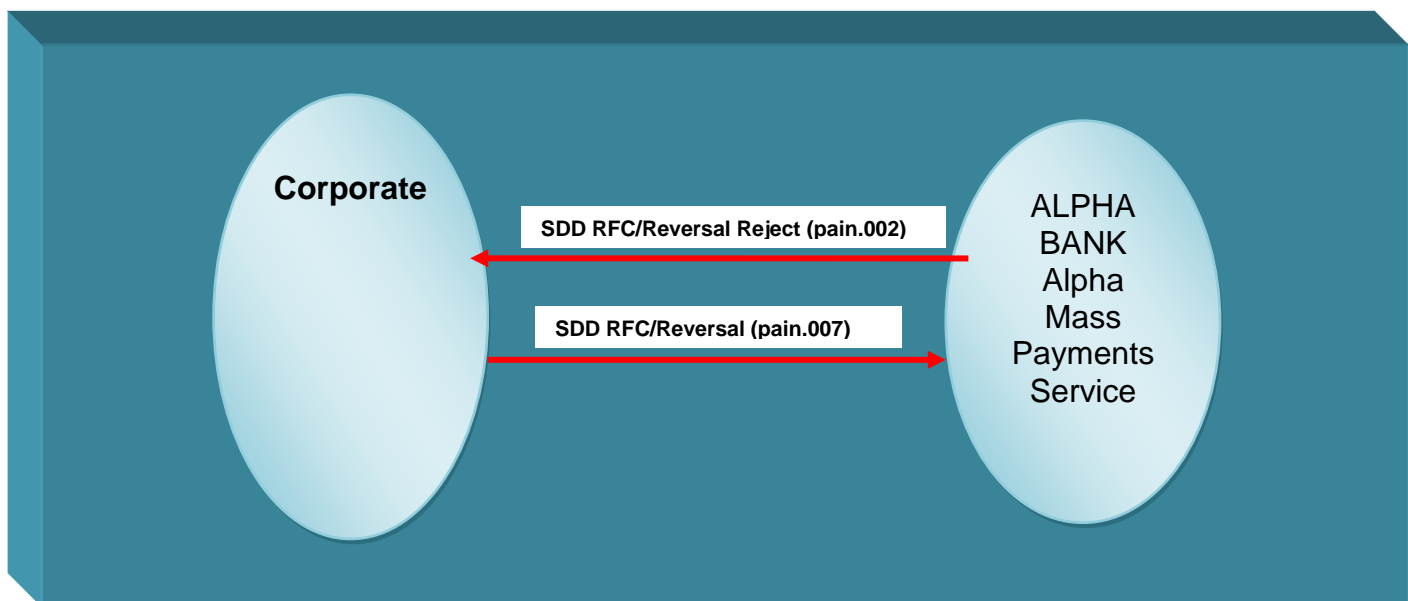 Corporate
SDD RFC/Reversal Reject (pain.002)
SDD RFC/Reversal (pain.007)
ALPHA
BANK
Alpha
Mass
Payments
Service